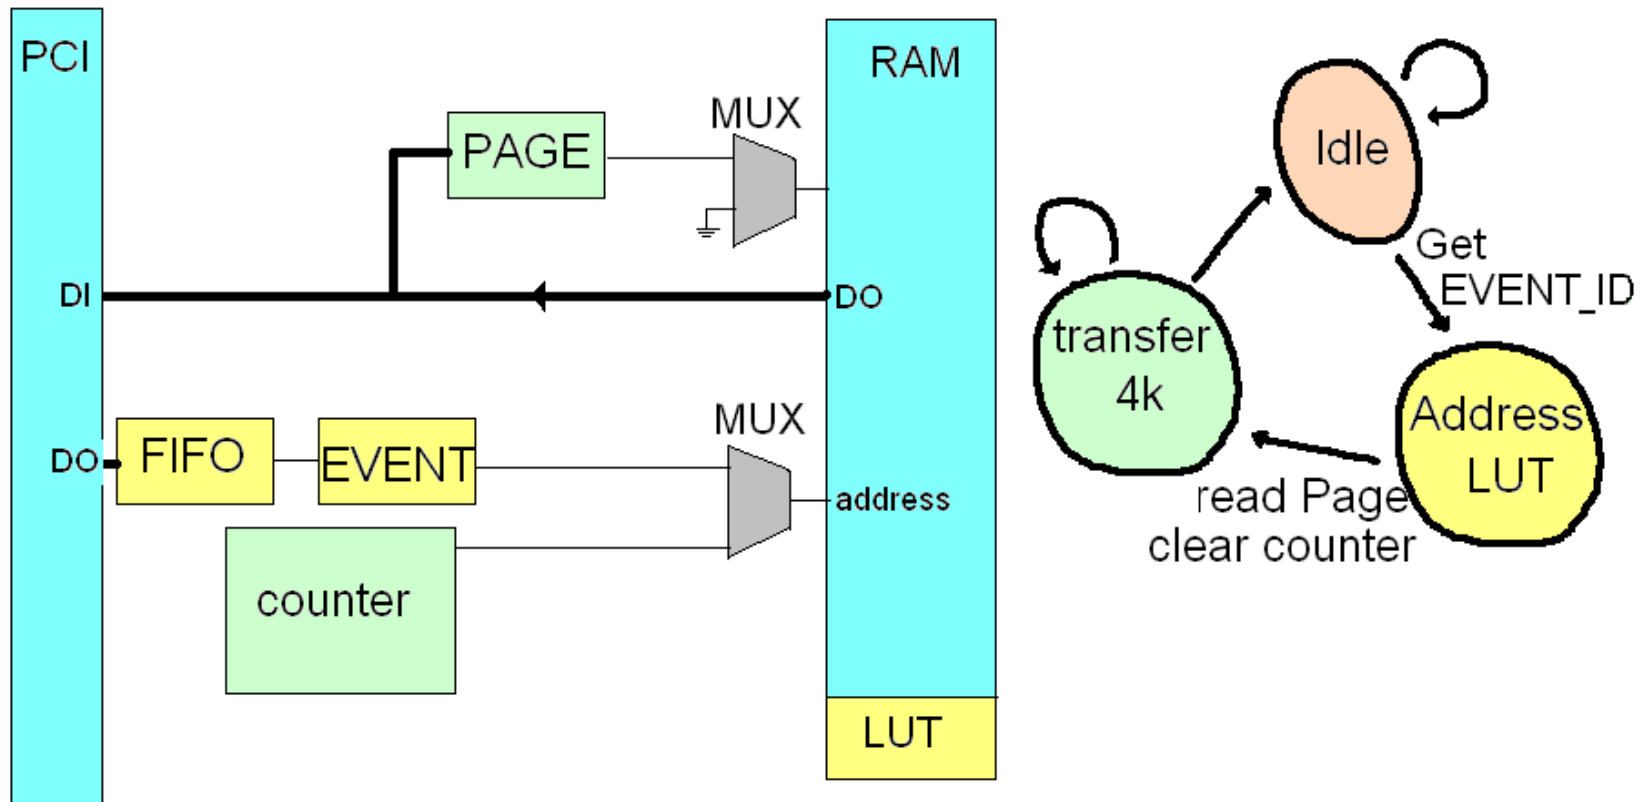 PCI
RAM
MUX
PAGE
Idle
Get
EVENT_ID
DI
DO
transfer
4k
MUX
Address
LUT
DO
FIFO
EVENT
address
read Page
clear counter
counter
LUT